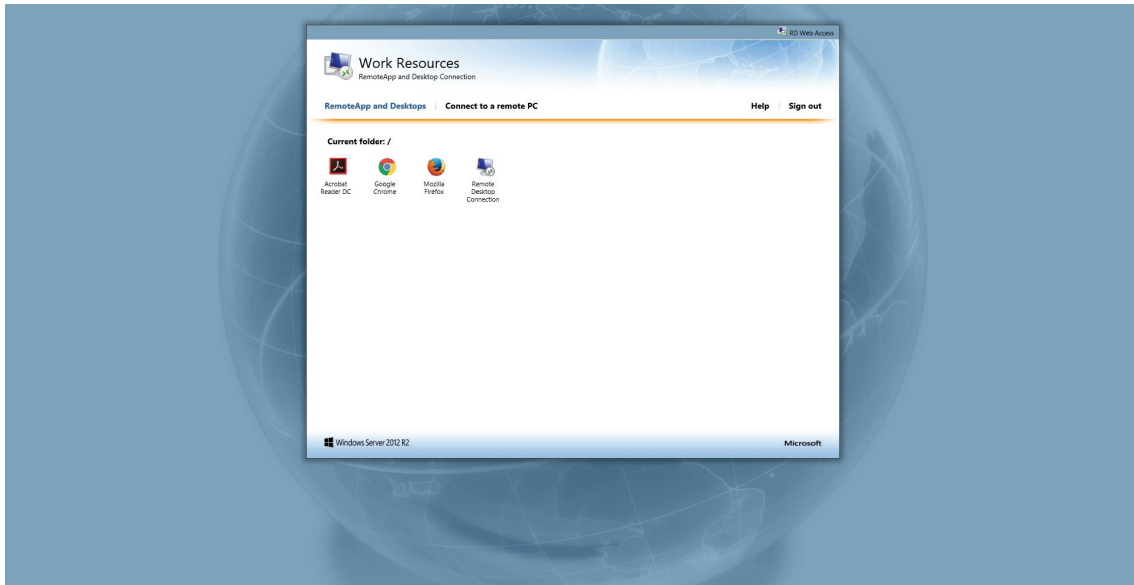 RD Web Access
Work Resources
RemoteApp and Desktop Connection
RemoteApp and Desktops | Connect to a remote PC
Help | Sign out
Current folder: /
Acrobat
Reader DC
Google
Chrome
Mozilla
Firefox
Remote
Desktop
Connection
Windows Server 2012 R2
Microsoft